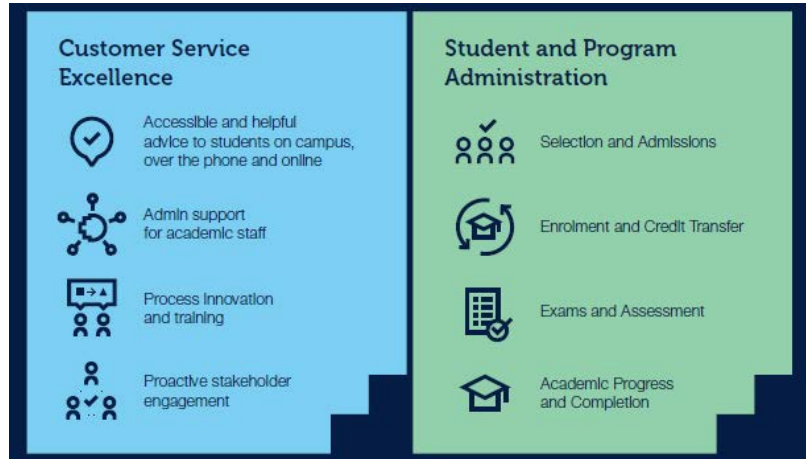 Customer Service
Excellence
Accessible and helpful
advice to students on campus,
over the phone and online
Admin support
for academic staff
Process innovation
and training
Proactive stakeholder
engagement
Student and Program
Administration
Selection and Admissions
Enrolment and Credit Transfer
Exams and Assessment
Academic Progress
and Completion